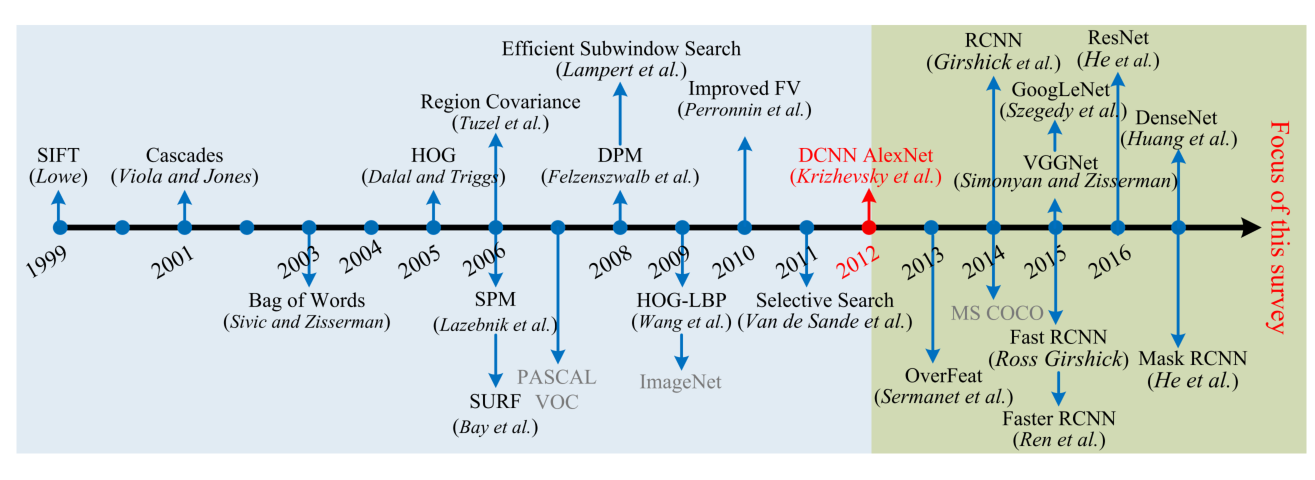 Efficient Subwindow Search
(Lampert et al.)
Region Covariance
(Tuzel et al.)
Improved FV
(Perronnin et al.)
SIFT
(Lowe)
Cascades
(Viola and Jones)
HOG
(Dalal and Triggs)
DPM
(Felzenszwalb et al.)
DCNN AlexNet
(Krizhevsky et al.)
RCNN
(Girshick et al.)
ResNet
(He et al.)
GoogLeNet
(Szegedy et al.)
DenseNet
(Huang et al.)
VGGNet
(Simonyan and Zisserman)
1999
2001
2003
2004
2005
2006
2008
2009
2010
2011
2012
2013
2014
2015
2016
Bag of Words
(Sivic and Zisserman)
SPM
(Lazebnik et al.)
SURF
(Bay et al.)
PASCAL
VOC
HOG-LBP
(Wang et al.)
ImageNet
Selective Search
(Van de Sande et al.)
OverFeat
(Sermanet et al.)
MS COCO
Fast RCNN
(Ross Girshick)
Faster RCNN
(Ren et al.)
Mask RCNN
(He et al.)
Focus of this survey